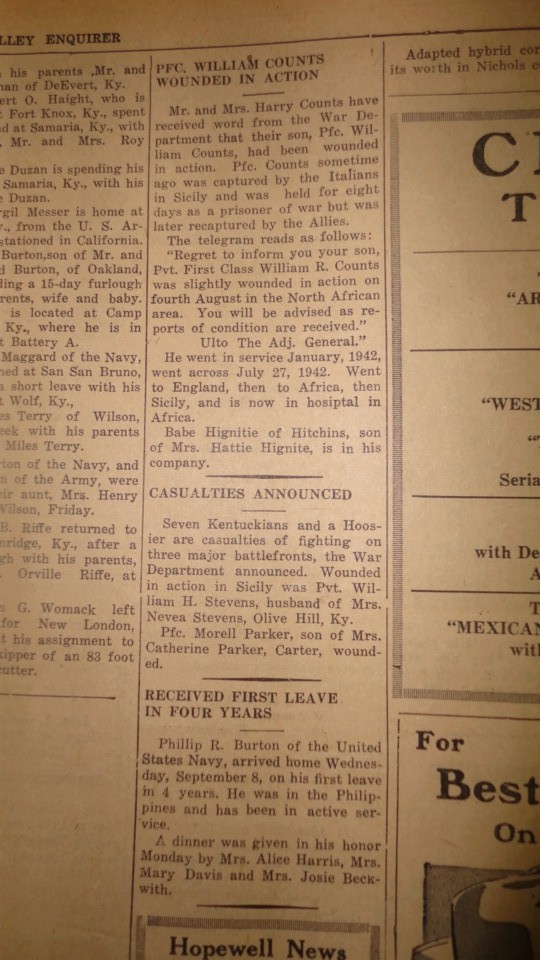 LLEY ENQUIRER
his parents ,Mr. and
man of DeEvert, Ky.
ert O. Haight, who is
Fort Knox, Ky., spent
d at Samaria, Ky., with
, Mr. and Mrs. Roy
e Duzan is spending his
Samaria, Ky., with his
e Duzan.
rgil Messer is home at
y., from the U. S. Ar-
stationed in California.
Burton,son of Mr. and
d Burton, of Oakland,
ding a 15-day furlough
rents, wife and baby.
is located at Camp
Ky., where he is in
t Battery A.
Maggard of the Navy,
ned at San San Bruno,
a short leave with his
t Wolf, Ky.,
es Terry of Wilson,
eek with his parents
Miles Terry.
rton of the Navy, and
n of the Army, were
eir aunt, Mrs. Henry
Wilson, Friday.
B. Riffe returned to
nridge, Ky., after a
gh with his parents,
. Orville Riffe, at
n G. Womack left
for New London,
t his assignment to
kipper of an 83 foot
cutter.
PFC. WILLIAM COUNTS
WOUNDED IN ACTION
Mr. and Mrs. Harry Counts have
received word from the War De-
partment that their son, Pfc. Wil-
liam Counts, had been wounded
in action. Pfc. Counts sometime
ago was captured by the Italians
in Sicily and was held for eight
days as a prisoner of war but was
later recaptured by the Allies.
The telegram reads as follows:
"Regret to inform you your son,
Pvt. First Class William R. Counts
was slightly wounded in action on
fourth August in the North African
area. You will be advised as re-
ports of condition are received."
Ulto The Adj. General."
He went in service January, 1942,
went across July 27, 1942. Went
to England, then to Africa, then
Sicily, and is now in hosiptal in
Africa.
Babe Hignitie of Hitchins, son
of Mrs. Hattie Hignite, is in his
company.
CASUALTIES ANNOUNCED
Seven Kentuckians and a Hoos-
ier are casualties of fighting on
three major battlefronts, the War
Department announced. Wounded
in action in Sicily was Pvt. Wil-
liam H. Stevens, husband of Mrs.
Nevea Stevens, Olive Hill, Ky.
Pfc. Morell Parker, son of Mrs.
Catherine Parker, Carter, wound-
ed.
RECEIVED FIRST LEAVE
IN FOUR YEARS
Phillip R. Burton of the United
States Navy, arrived home Wednes-
day, September 8, on his first leave
in 4 years. He was in the Philip-
pines and has been in active ser-
vice.
A dinner was given in his honor
Monday by Mrs. Alice Harris, Mrs.
Mary Davis and Mrs. Josie Beck-
with.
Hopewell News
Adapted hybrid cor
its worth in Nichols c
C
T
"AR
"WEST
Seria
with De
A
T
"MEXICAN
with
For
Best
On